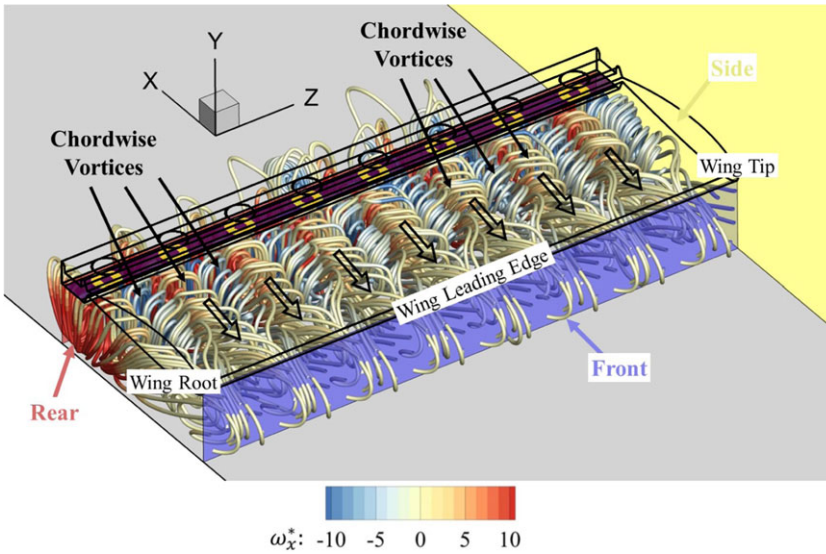 Chordwise
Vortices
Y
X
Z
Side
Chordwise
Vortices
Wing Tip
Wing Leading Edge
Wing Root
Front
Rear
ω*x: -10 -5 0 5 10